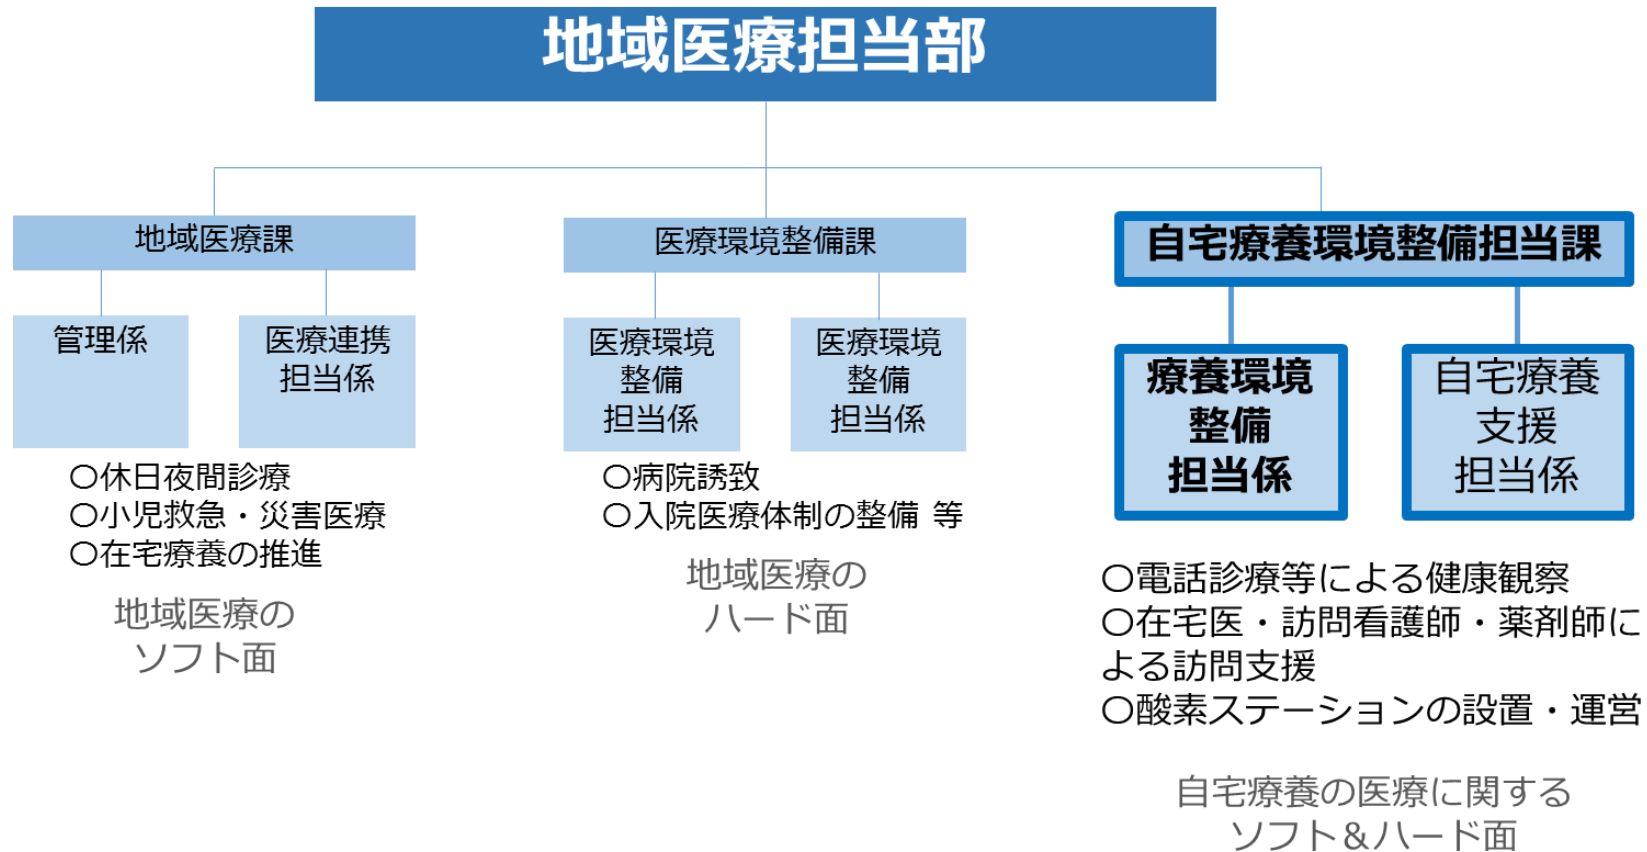 地域医療担当部
地域医療課
管理係
医療連携
担当係
〇休日夜間診療
〇小児救急・災害医療
〇在宅療養の推進
地域医療の
ソフト面
医療環境整備課
医療環境
整備
担当係
医療環境
整備
担当係
〇病院誘致
〇入院医療体制の整備 等
地域医療の
ハード面
自宅療養環境整備担当課
療養環境
整備
担当係
自宅療養
支援
担当係
〇電話診療等による健康観察
〇在宅医・訪問看護師・薬剤師に
よる訪問支援
〇酸素ステーションの設置・運営
自宅療養の医療に関する
ソフト＆ハード面